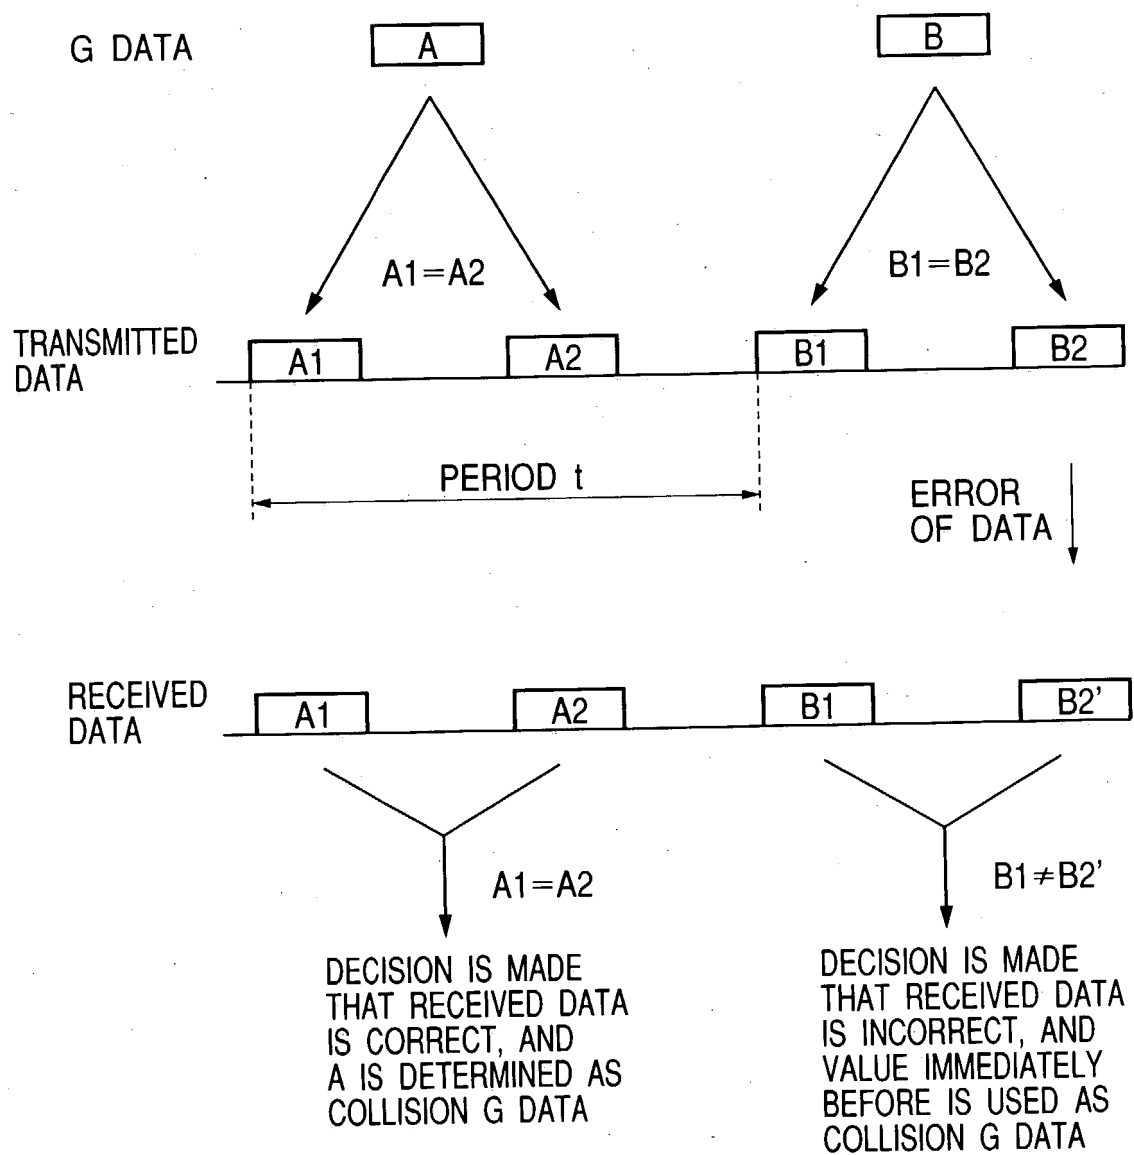 G DATA
A
B
A1=A2
B1=B2
TRANSMITTED
DATA
A1
A2
B1
B2
PERIOD t
ERROR
OF DATA
RECEIVED
DATA
A1
A2
B1
B2'
A1=A2
B1≠B2'
DECISION IS MADE
THAT RECEIVED DATA
IS CORRECT, AND
A IS DETERMINED AS
COLLISION G DATA
DECISION IS MADE
THAT RECEIVED DATA
IS INCORRECT, AND
VALUE IMMEDIATELY
BEFORE IS USED AS
COLLISION G DATA